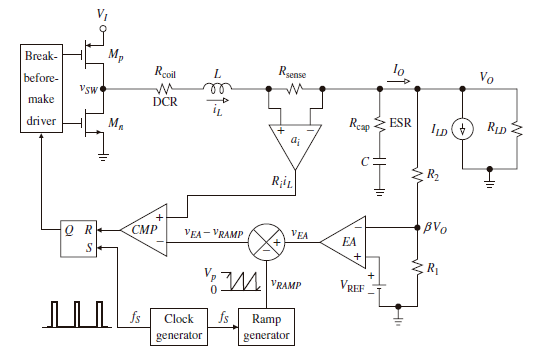 V_I
Break-
before-
make
driver
M_p
v_SW
M_n
R_coil
DCR
L
i_L
R_sense
+ −
a_i
R_i i_L
I_O
V_O
R_cap
ESR
C
I_LD
R_LD
R_2
βV_O
R_1
Q R
S
CMP
+
−
v_EA − v_RAMP
− +
v_EA
EA
−
+
V_REF
+
−
V_p
0
v_RAMP
f_S
Clock
generator
f_S
Ramp
generator